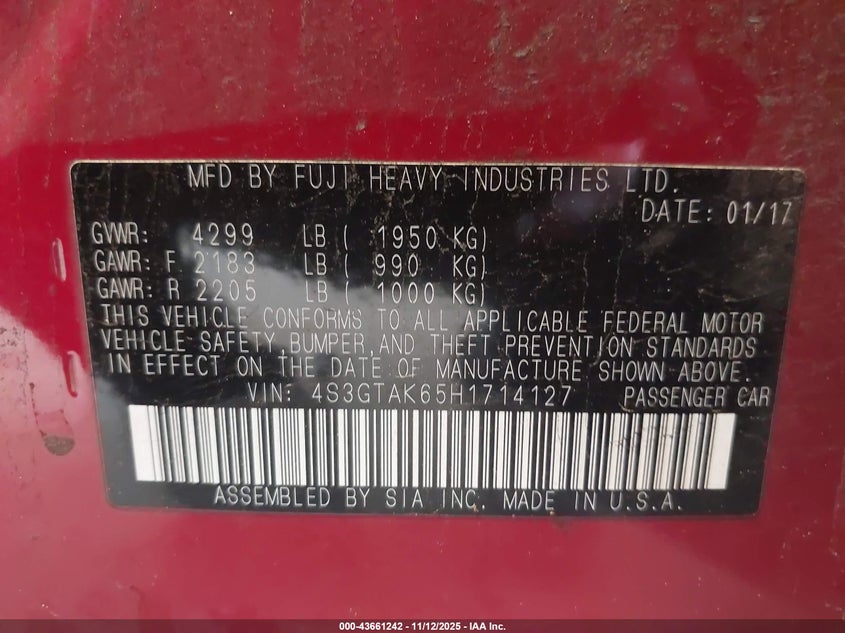 MFD BY FUJI HEAVY INDUSTRIES LTD.
DATE: 01/17
GVWR: 4299 LB ( 1950 KG)
GAWR: F 2183 LB ( 990 KG)
GAWR: R 2205 LB ( 1000 KG)
THIS VEHICLE CONFORMS TO ALL APPLICABLE FEDERAL MOTOR
VEHICLE SAFETY, BUMPER, AND THEFT PREVENTION STANDARDS
IN EFFECT ON THE DATE OF MANUFACTURE SHOWN ABOVE.
VIN: 4S3GTAK65H1714127 PASSENGER CAR
ASSEMBLED BY SIA INC. MADE IN U.S.A.
000-43661242 - 11/12/2025 - IAA Inc.